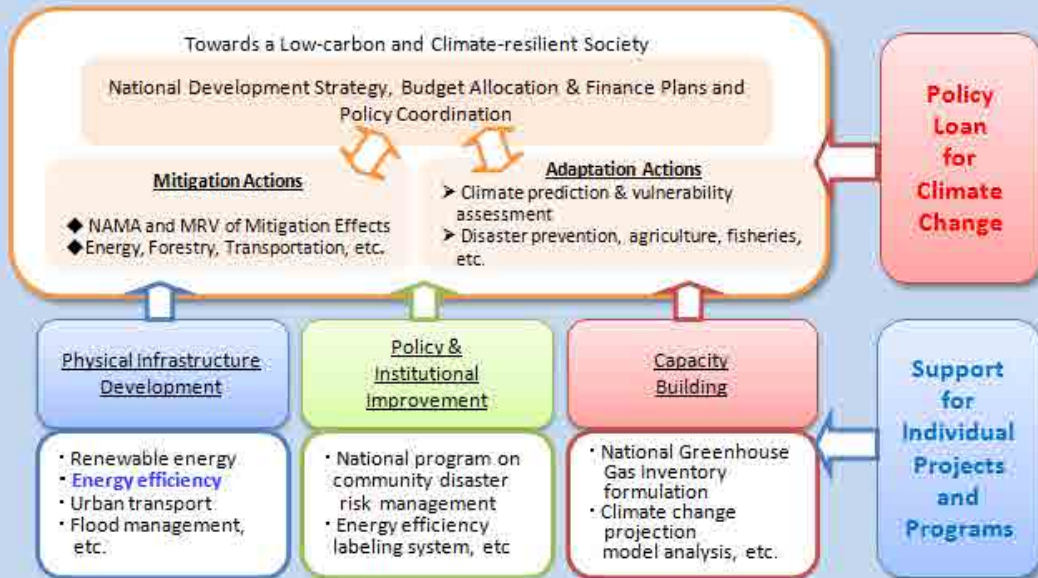 Towards a Low-carbon and Climate-resilient Society
National Development Strategy, Budget Allocation & Finance Plans and
Policy Coordination
Mitigation Actions
◆ NAMA and MRV of Mitigation Effects
◆Energy, Forestry, Transportation, etc.
Adaptation Actions
➤ Climate prediction & vulnerability
assessment
➤ Disaster prevention, agriculture, fisheries,
etc.
Policy
Loan
for
Climate
Change
Physical Infrastructure
Development
· Renewable energy
· Energy efficiency
· Urban transport
· Flood management,
etc.
Policy &
Institutional
Improvement
· National program on
community disaster
risk management
· Energy efficiency
labeling system, etc
Capacity
Building
· National Greenhouse
Gas Inventory
formulation
· Climate change
projection
model analysis, etc.
Support
for
Individual
Projects
and
Programs